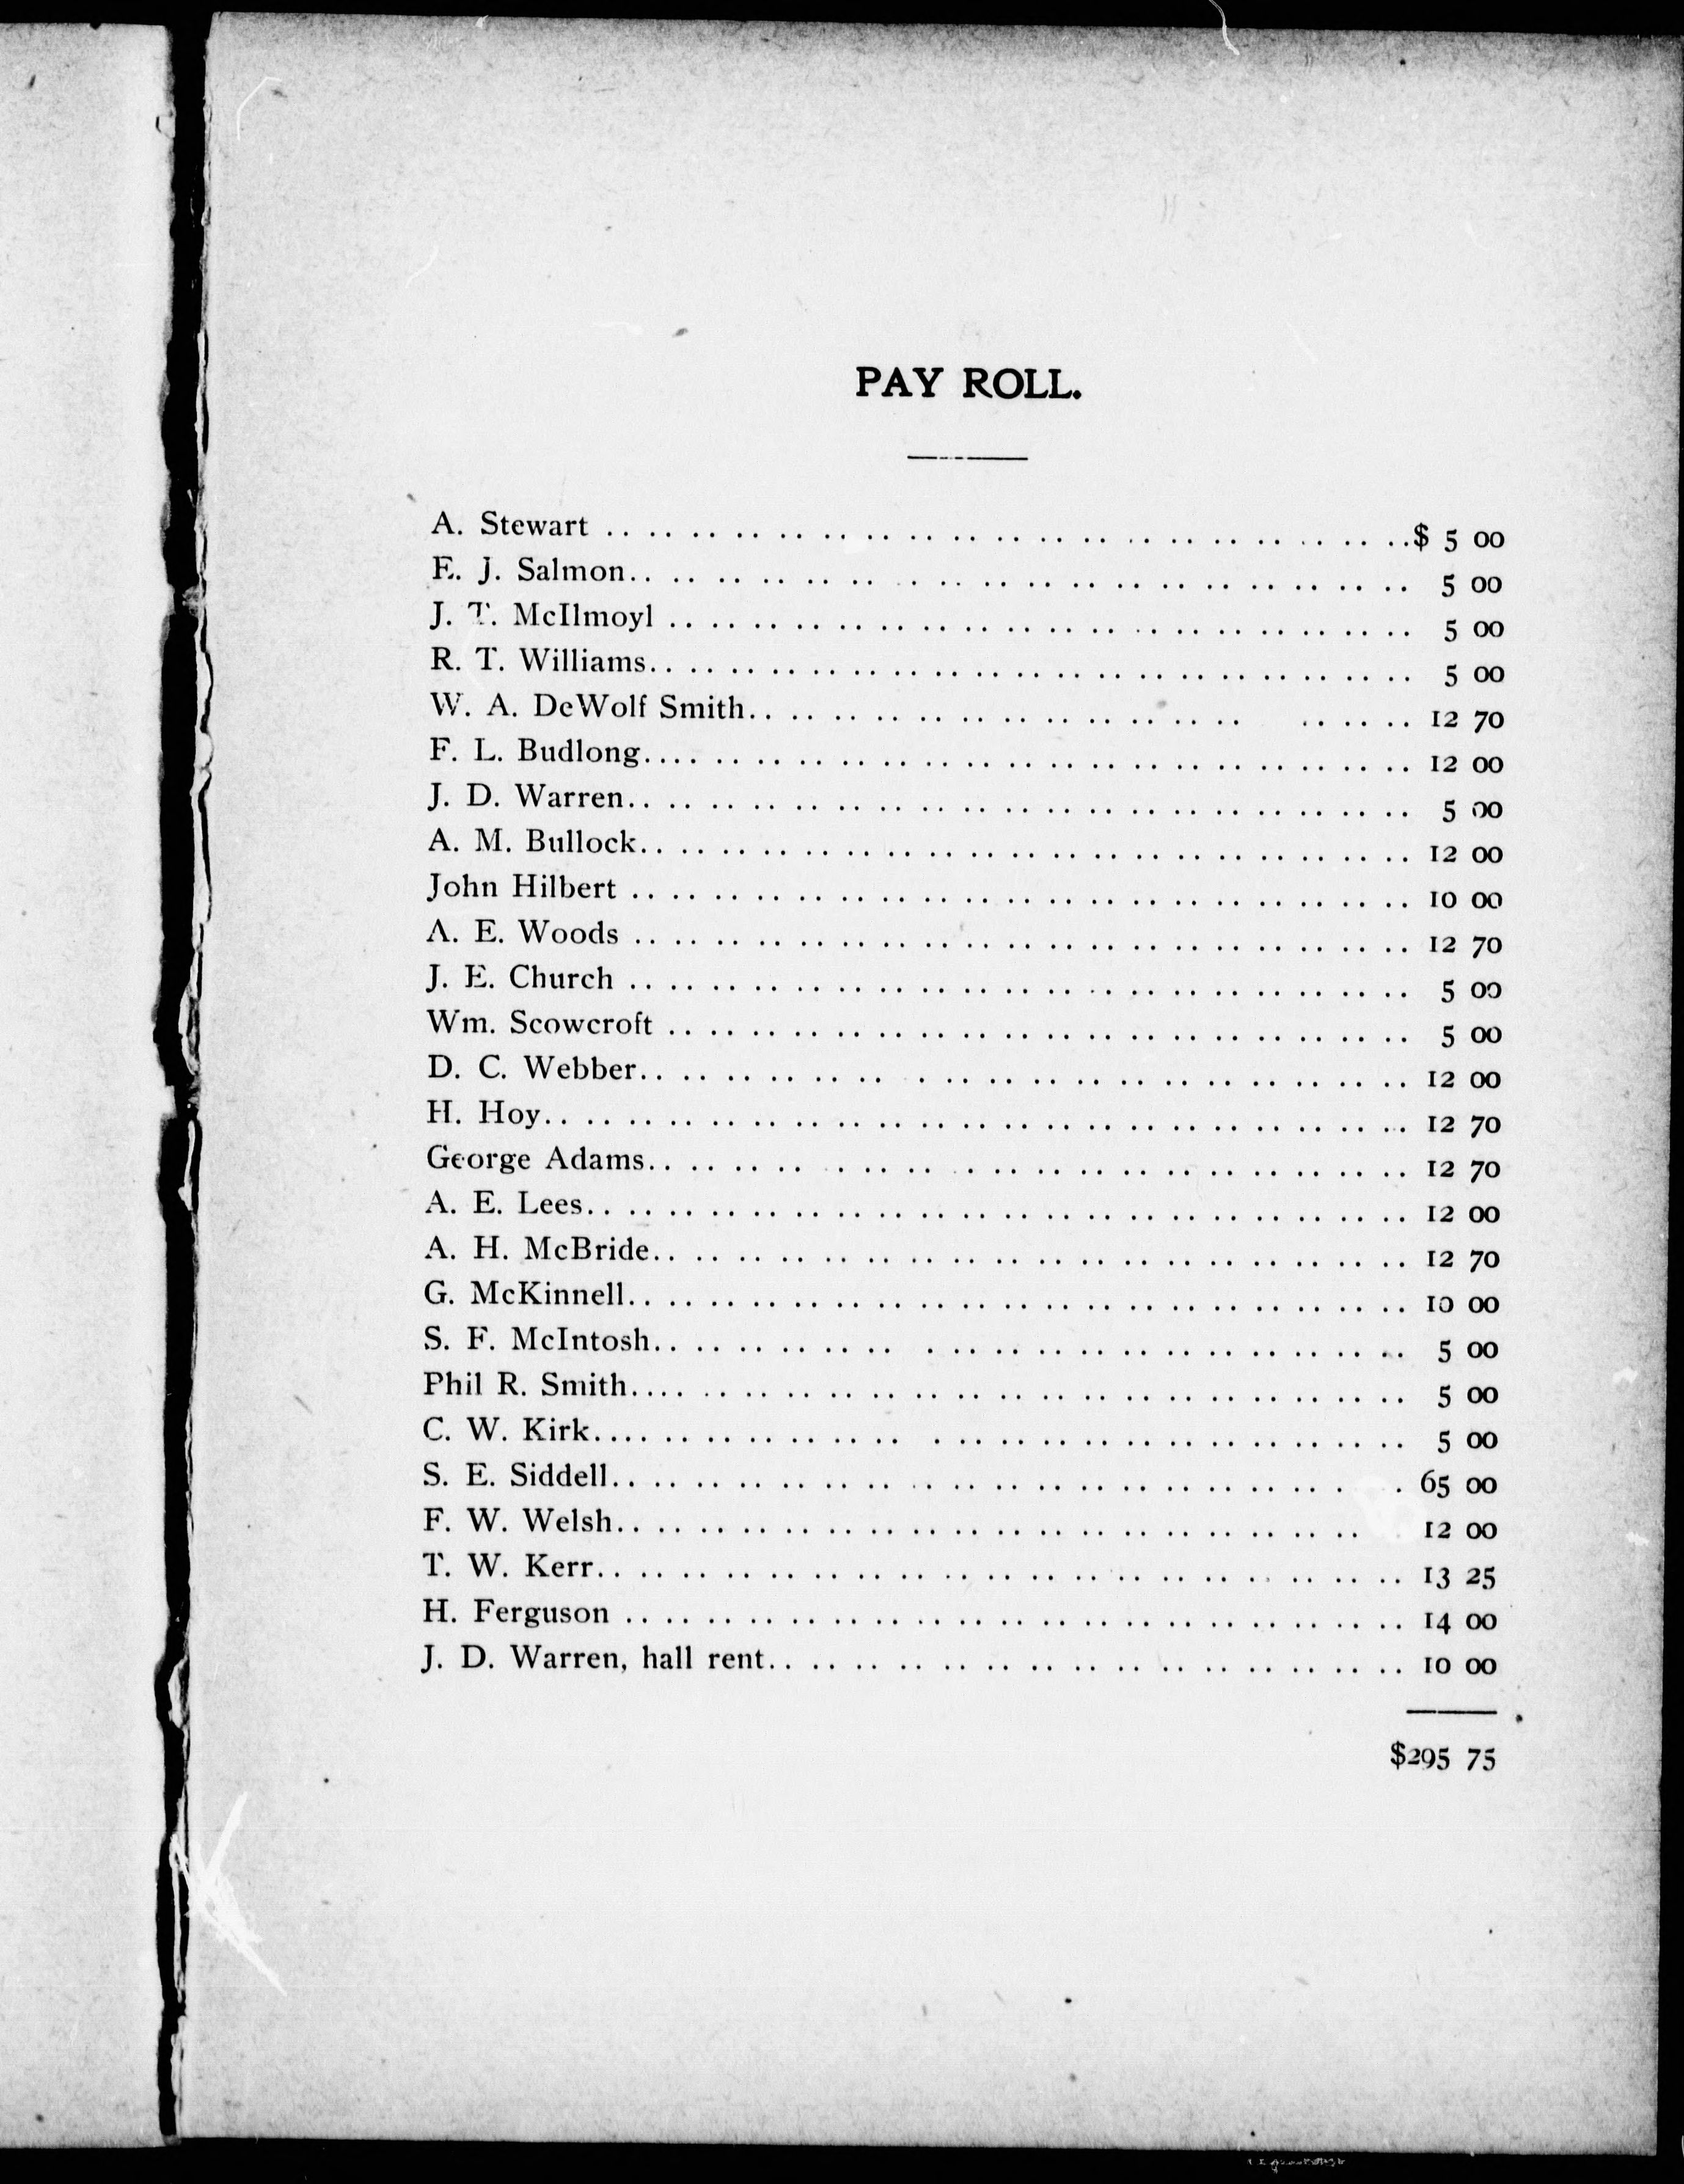 PAY ROLL.
A. Stewart ........................................$ 5 00
E. J. Salmon........................................ 5 00
J. T. McIlmoyl ........................................ 5 00
R. T. Williams........................................ 5 00
W. A. DeWolf Smith........................................ 12 70
F. L. Budlong........................................ 12 00
J. D. Warren........................................ 5 00
A. M. Bullock........................................ 12 00
John Hilbert ........................................ 10 00
A. E. Woods ........................................ 12 70
J. E. Church ........................................ 5 00
Wm. Scowcroft ........................................ 5 00
D. C. Webber........................................ 12 00
H. Hoy........................................ 12 70
George Adams........................................ 12 70
A. E. Lees........................................ 12 00
A. H. McBride........................................ 12 70
G. McKinnell........................................ 10 00
S. F. McIntosh........................................ 5 00
Phil R. Smith........................................ 5 00
C. W. Kirk........................................ 5 00
S. E. Siddell........................................ 65 00
F. W. Welsh........................................ 12 00
T. W. Kerr........................................ 13 25
H. Ferguson ........................................ 14 00
J. D. Warren, hall rent........................................ 10 00
$295 75